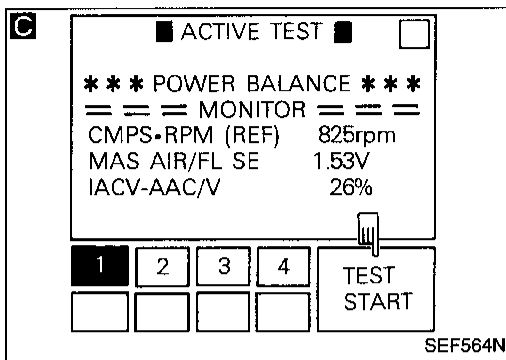 C
■ ACTIVE TEST ■
＊＊＊ POWER BALANCE ＊＊＊
＝＝＝ MONITOR ＝＝＝
CMPS•RPM (REF) 825rpm
MAS AIR/FL SE 1.53V
IACV-AAC/V 26%
1 2 3 4
TEST
START
SEF564N